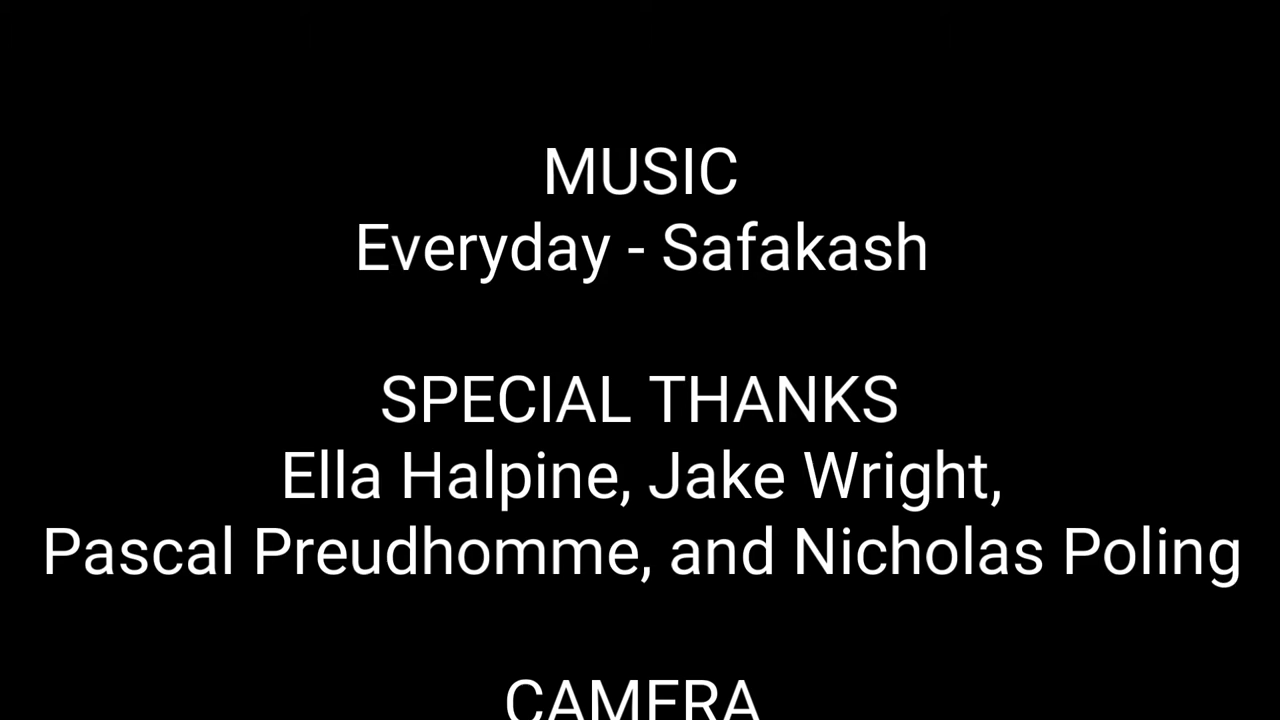 MUSIC
Everyday - Safakash
SPECIAL THANKS
Ella Halpine, Jake Wright,
Pascal Preudhomme, and Nicholas Poling
CAMERA